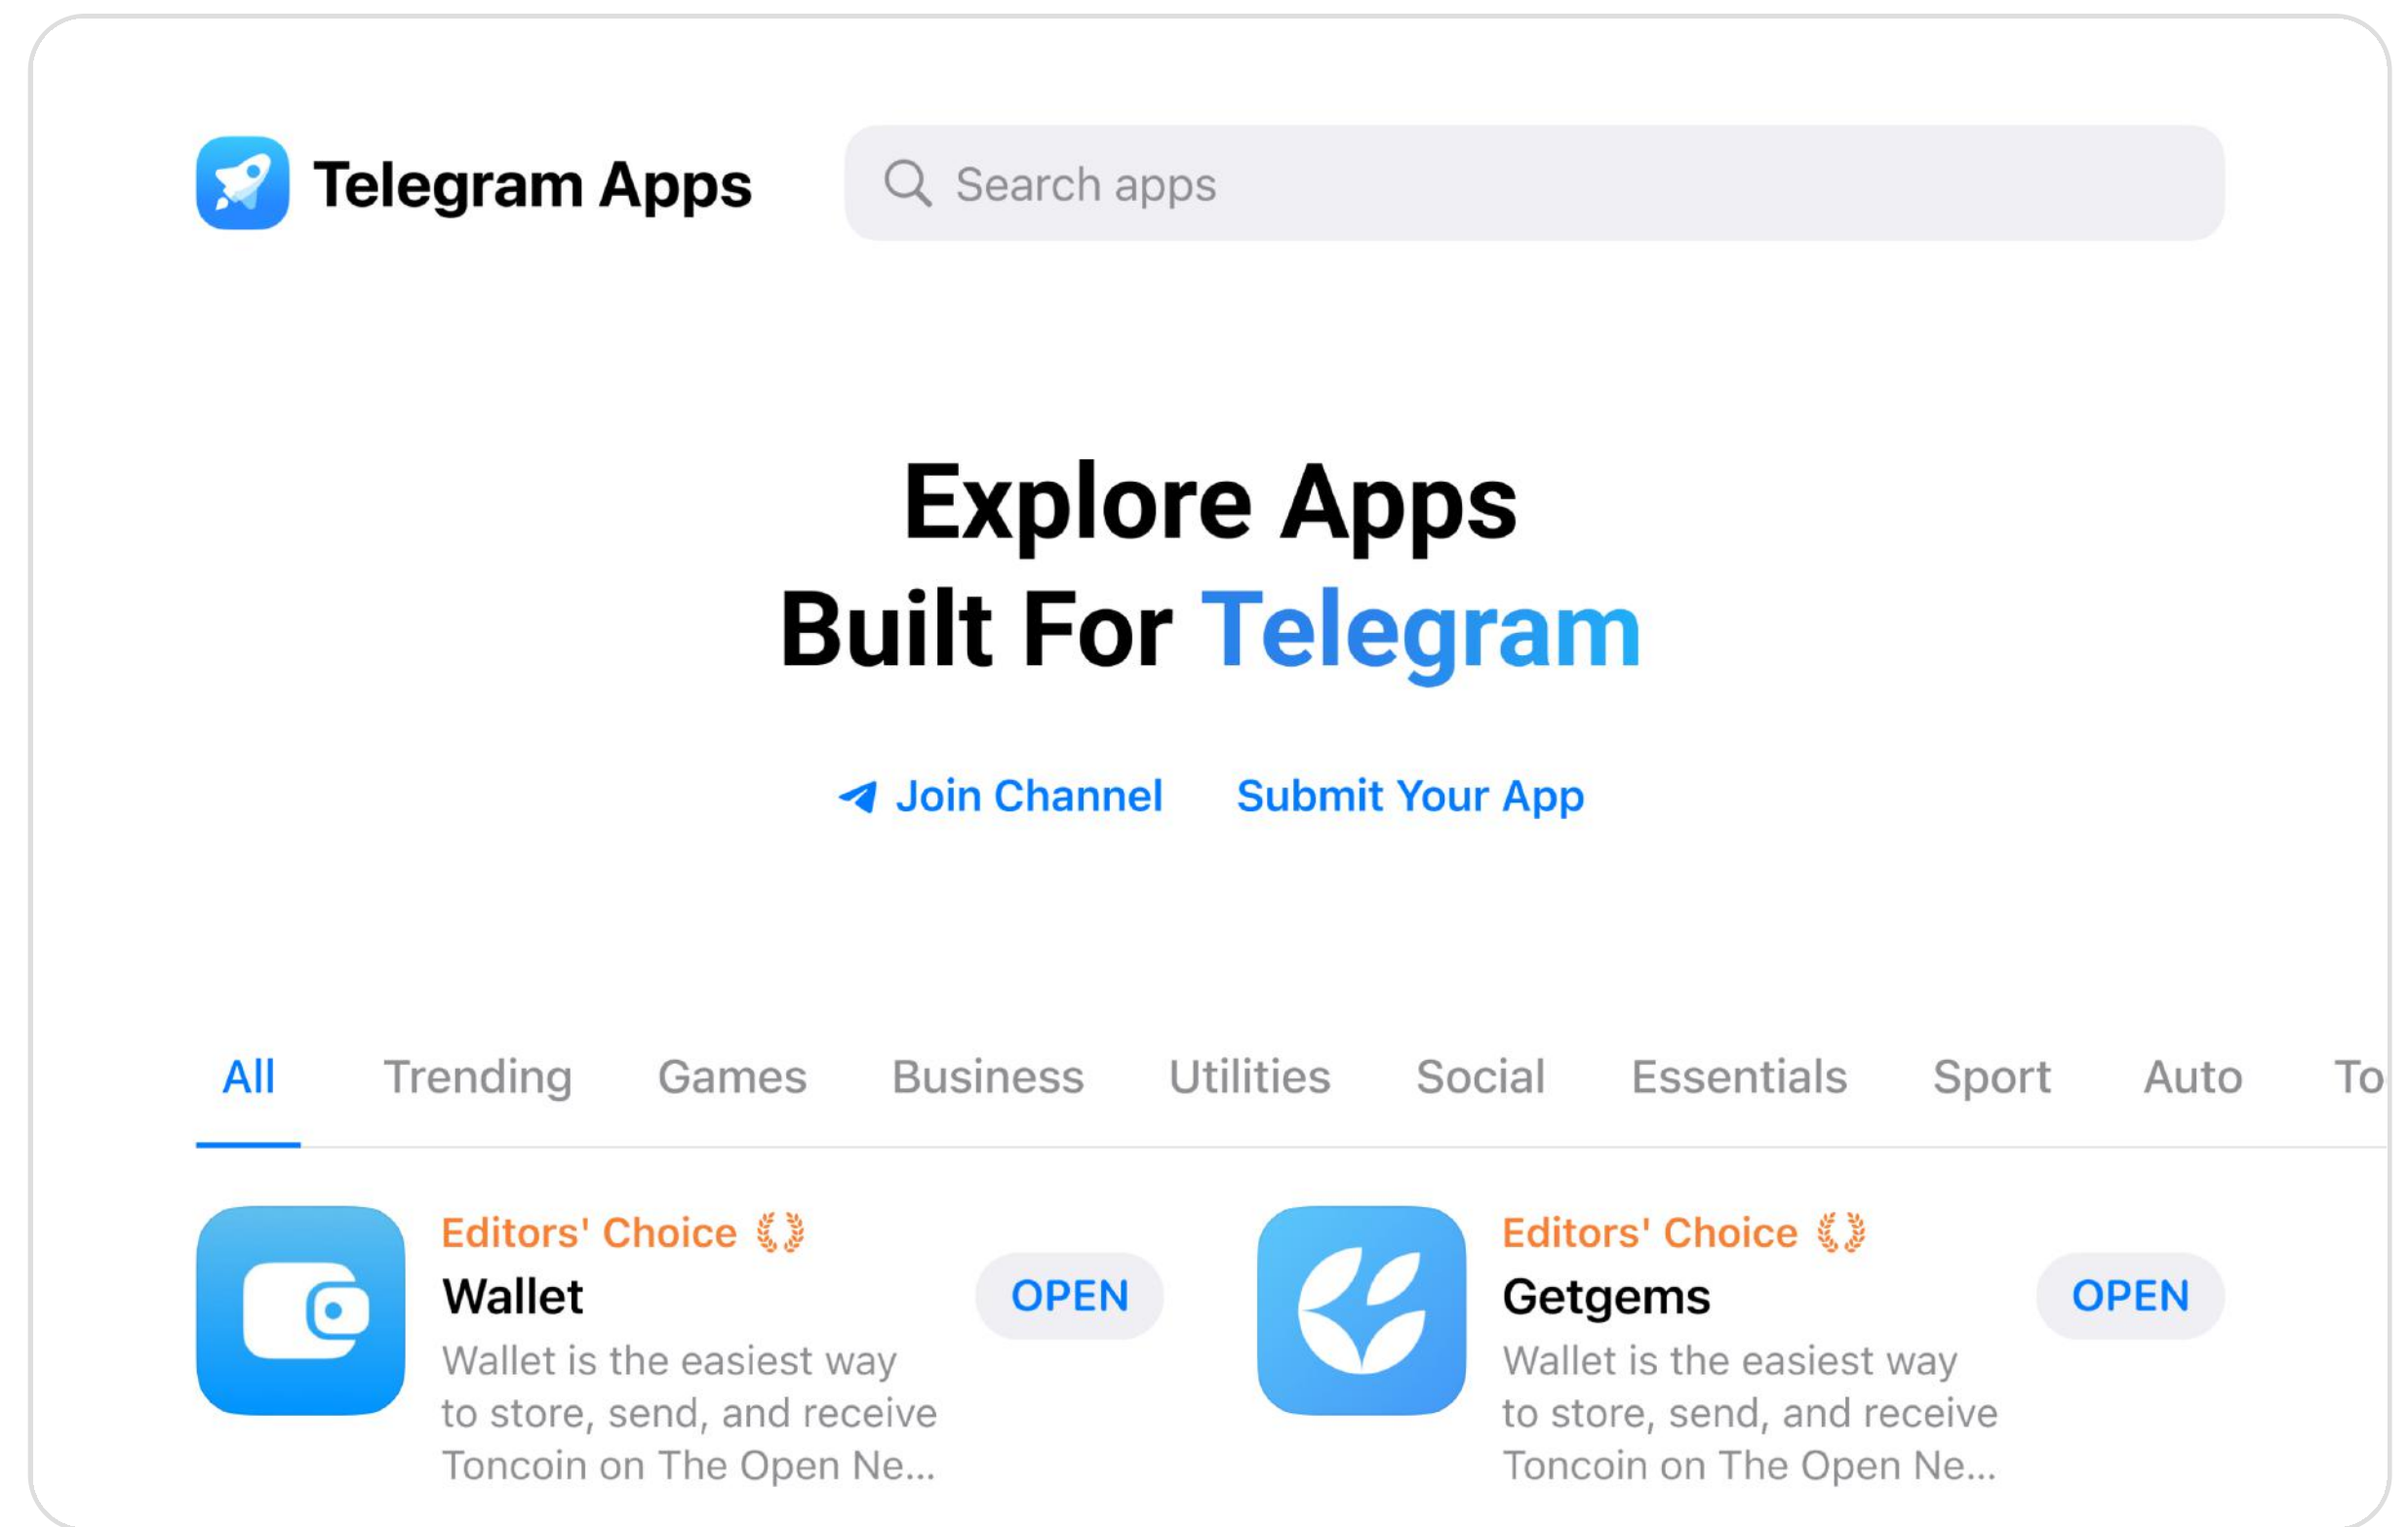 Telegram Apps
Search apps
Explore Apps
Built For Telegram
Join Channel
Submit Your App
All Trending Games Business Utilities Social Essentials Sport Auto To
Editors' Choice
Wallet
Wallet is the easiest way
to store, send, and receive
Toncoin on The Open Ne...
OPEN
Editors' Choice
Getgems
Wallet is the easiest way
to store, send, and receive
Toncoin on The Open Ne...
OPEN